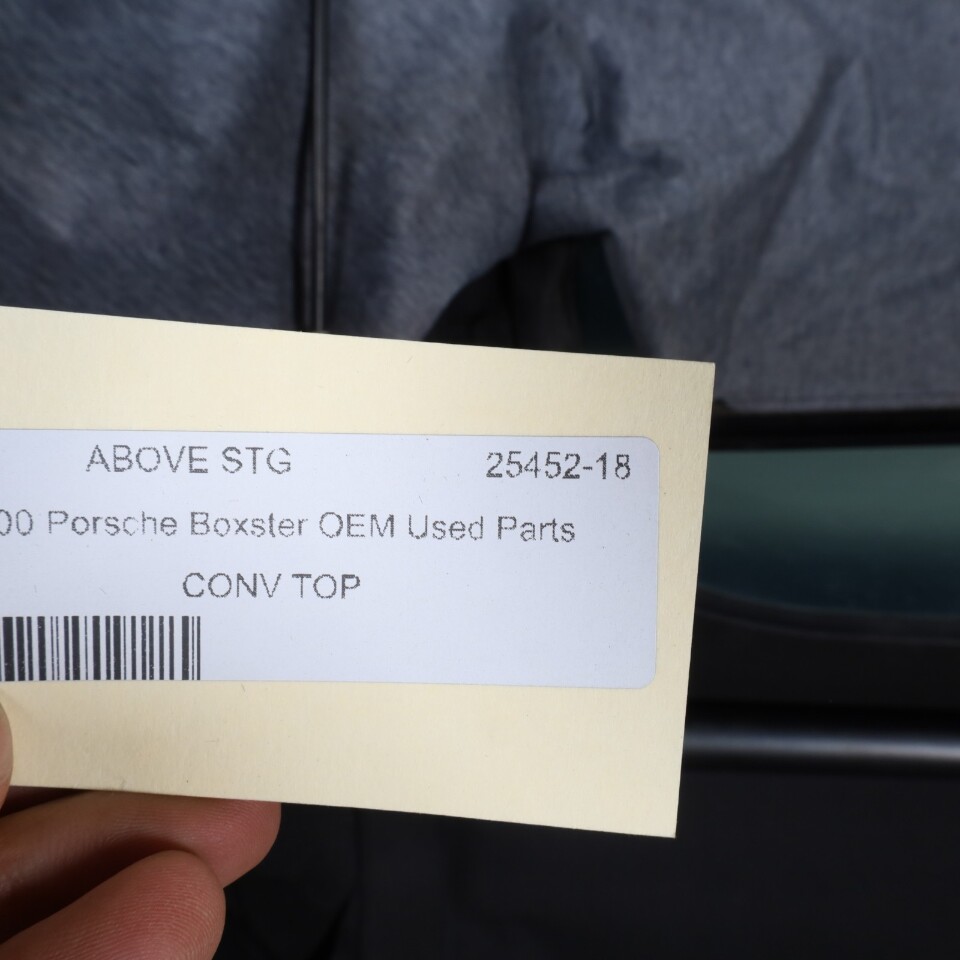 ABOVE STG 25452-18
00 Porsche Boxster OEM Used Parts
CONV TOP